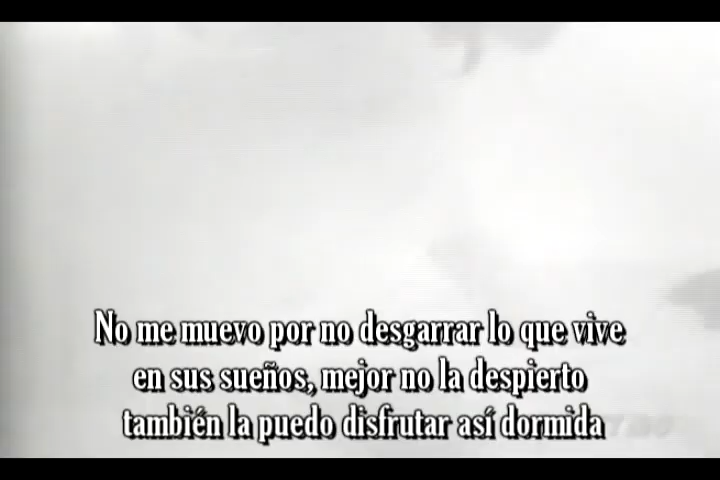 No me muevo por no desgarrar lo que vive
en sus sueños, mejor no la despierto
también la puedo disfrutar así dormida